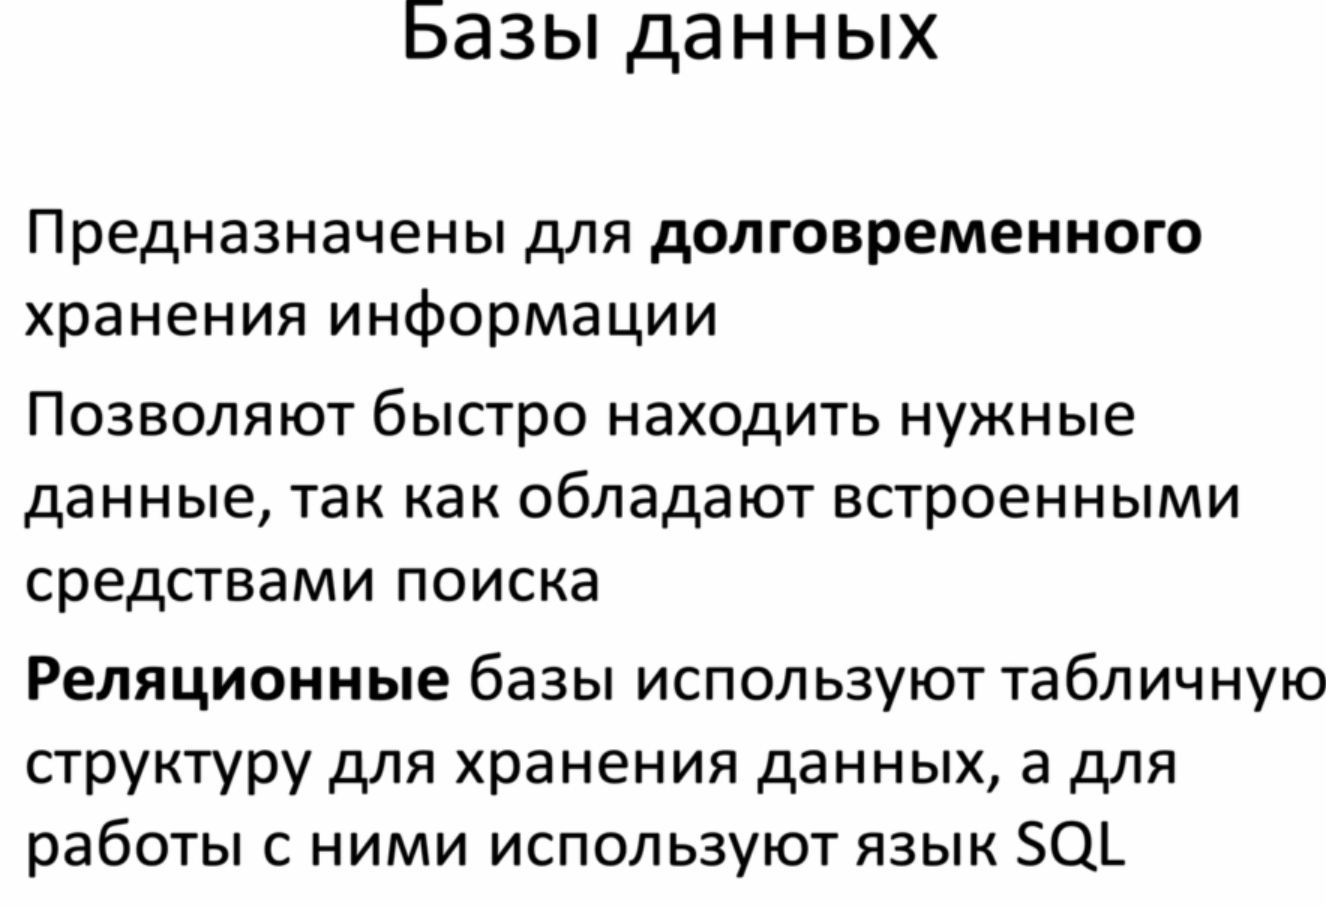 Базы данных
Предназначены для долговременного
хранения информации
Позволяют быстро находить нужные
данные, так как обладают встроенными
средствами поиска
Реляционные базы используют табличную
структуру для хранения данных, а для
работы с ними используют язык SQL